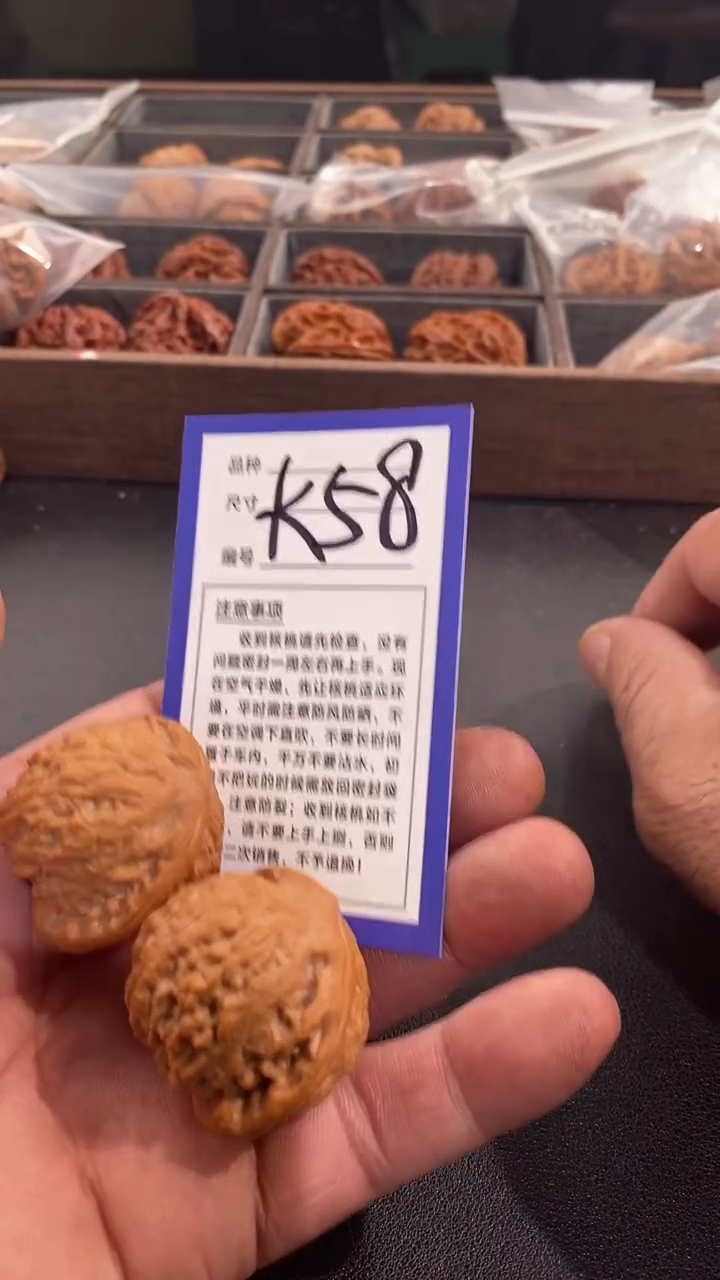 品种
尺寸
K58
编号
注意事项
收到核桃请先检查，没有
问题密封一周左右再上手。现
在空气干燥，先让核桃适应环
境，平时需注意防风防晒，不
要在空调下直吹，不要长时间
置于车内，千万不要沾水，初
不把玩的时候需放回密封袋
注意防裂；收到核桃如不
，请不要上手上刷，否则
二次销售，不予退换！